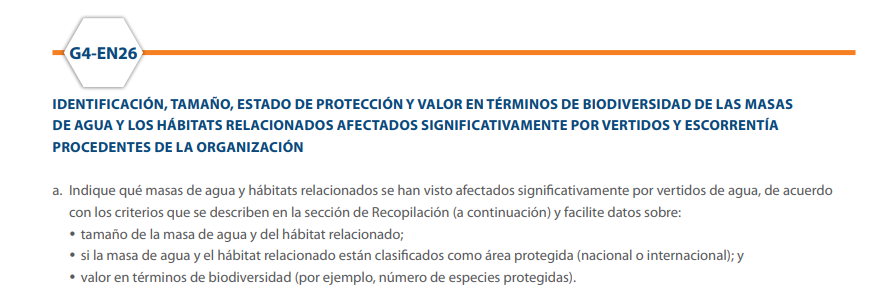 G4-EN26
IDENTIFICACIÓN, TAMAÑO, ESTADO DE PROTECCIÓN Y VALOR EN TÉRMINOS DE BIODIVERSIDAD DE LAS MASAS
DE AGUA Y LOS HÁBITATS RELACIONADOS AFECTADOS SIGNIFICATIVAMENTE POR VERTIDOS Y ESCORRENTÍA
PROCEDENTES DE LA ORGANIZACIÓN
a. Indique qué masas de agua y hábitats relacionados se han visto afectados significativamente por vertidos de agua, de acuerdo
con los criterios que se describen en la sección de Recopilación (a continuación) y facilite datos sobre:
• tamaño de la masa de agua y del hábitat relacionado;
• si la masa de agua y el hábitat relacionado están clasificados como área protegida (nacional o internacional); y
• valor en términos de biodiversidad (por ejemplo, número de especies protegidas).